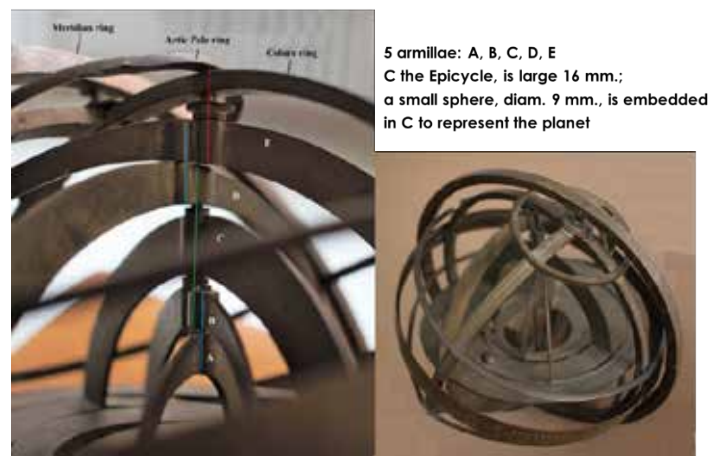 Meridian ring
Arctic Pole ring
Colure ring
E
D
C
B
A
5 armillae: A, B, C, D, E
C the Epicycle, is large 16 mm.;
a small sphere, diam. 9 mm., is embedded
in C to represent the planet